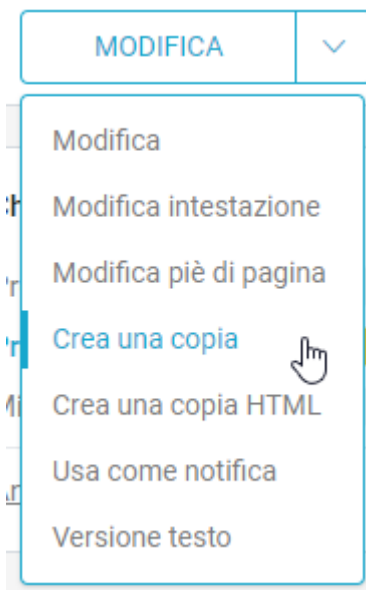 MODIFICA
Modifica
Modifica intestazione
Modifica piè di pagina
Crea una copia
Crea una copia HTML
Usa come notifica
Versione testo